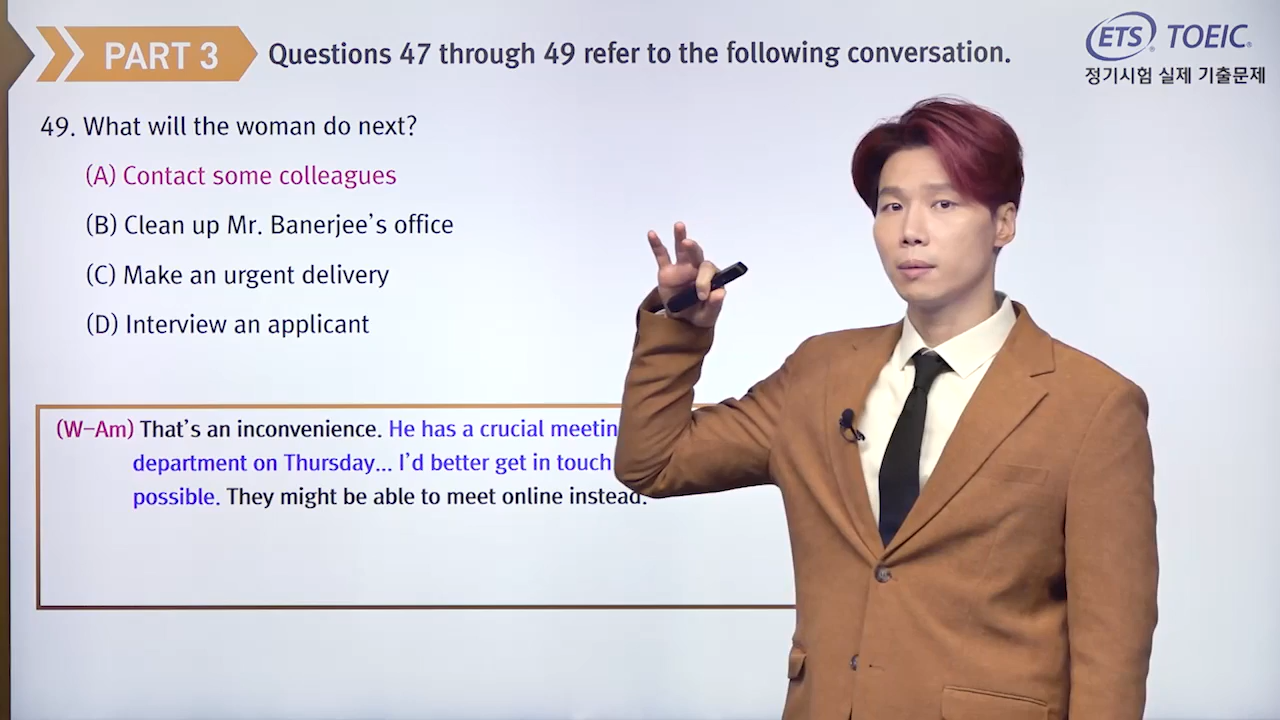 PART 3
Questions 47 through 49 refer to the following conversation.
ETS TOEIC
정기시험 실제 기출문제
49. What will the woman do next?
(A) Contact some colleagues
(B) Clean up Mr. Banerjee's office
(C) Make an urgent delivery
(D) Interview an applicant
(W-Am) That's an inconvenience. He has a crucial
department on Thursday... I'd better get in touch
possible. They might be able to meet online instead.